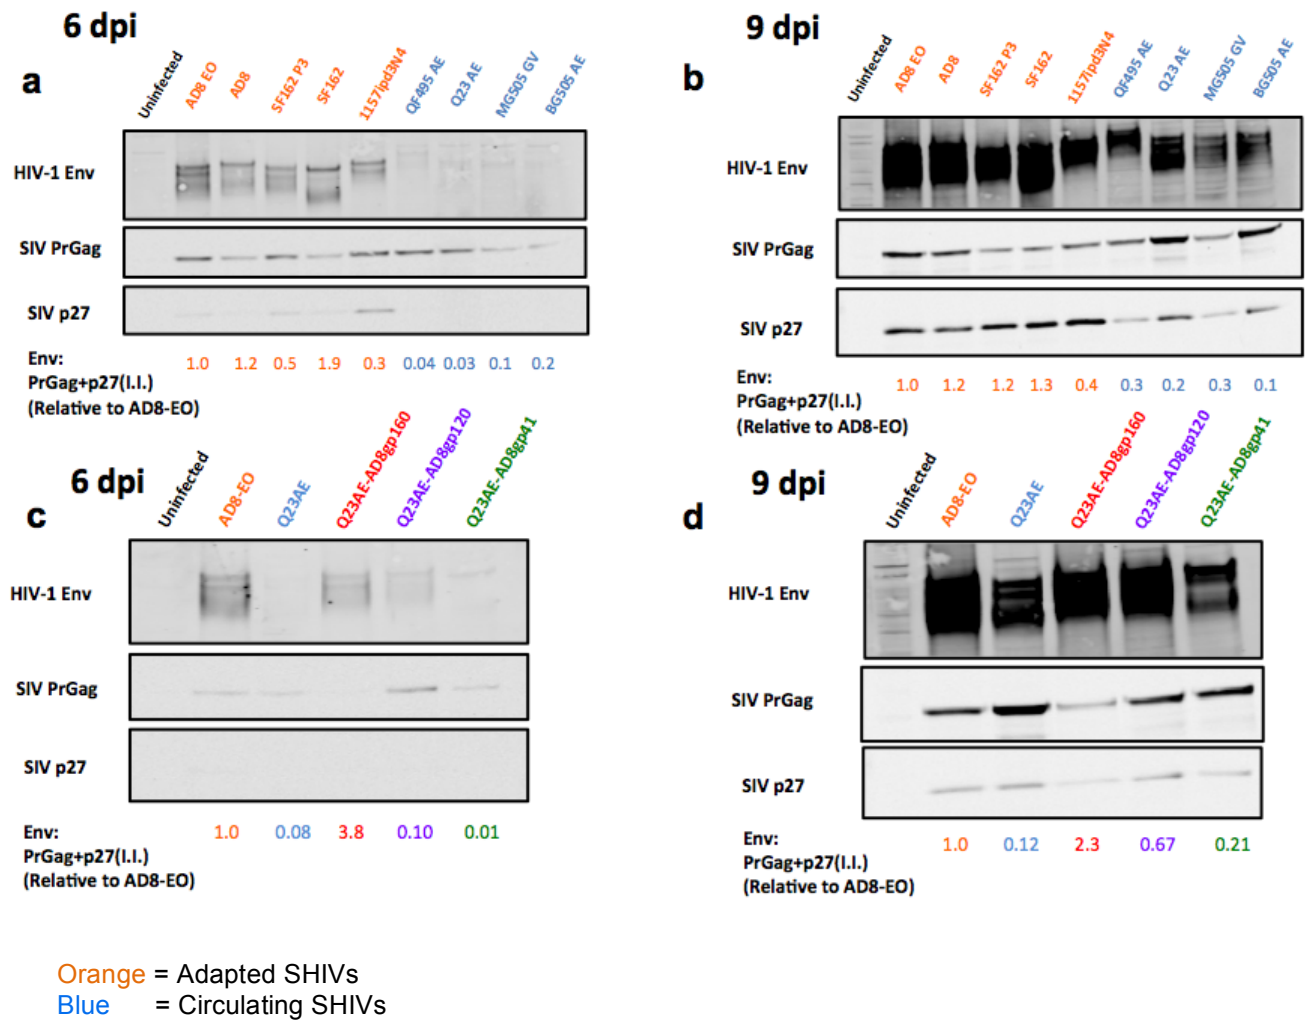 6 dpi
a
Uninfected
AD8 EO
AD8
SF162 P3
SF162
1157ipd3N4
QF495 AE
Q23 AE
MG505 GV
BG505 AE
HIV-1 Env
SIV PrGag
SIV p27
Env:
PrGag+p27(I.I.)
(Relative to AD8-EO)
1.0 1.2 0.5 1.9 0.3 0.04 0.03 0.1 0.2
9 dpi
b
Uninfected
AD8 EO
AD8
SF162 P3
SF162
1157ipd3N4
QF495 AE
Q23 AE
MG505 GV
BG505 AE
HIV-1 Env
SIV PrGag
SIV p27
Env:
PrGag+p27(I.I.)
(Relative to AD8-EO)
1.0 1.2 1.2 1.3 0.4 0.3 0.2 0.3 0.1
6 dpi
c
Uninfected
AD8-EO
Q23AE
Q23AE-AD8gp160
Q23AE-AD8gp120
Q23AE-AD8gp41
HIV-1 Env
SIV PrGag
SIV p27
Env:
PrGag+p27(I.I.)
(Relative to AD8-EO)
1.0 0.08 3.8 0.10 0.01
9 dpi
d
Uninfected
AD8-EO
Q23AE
Q23AE-AD8gp160
Q23AE-AD8gp120
Q23AE-AD8gp41
HIV-1 Env
SIV PrGag
SIV p27
Env:
PrGag+p27(I.I.)
(Relative to AD8-EO)
1.0 0.12 2.3 0.67 0.21
Orange = Adapted SHIVs
Blue = Circulating SHIVs